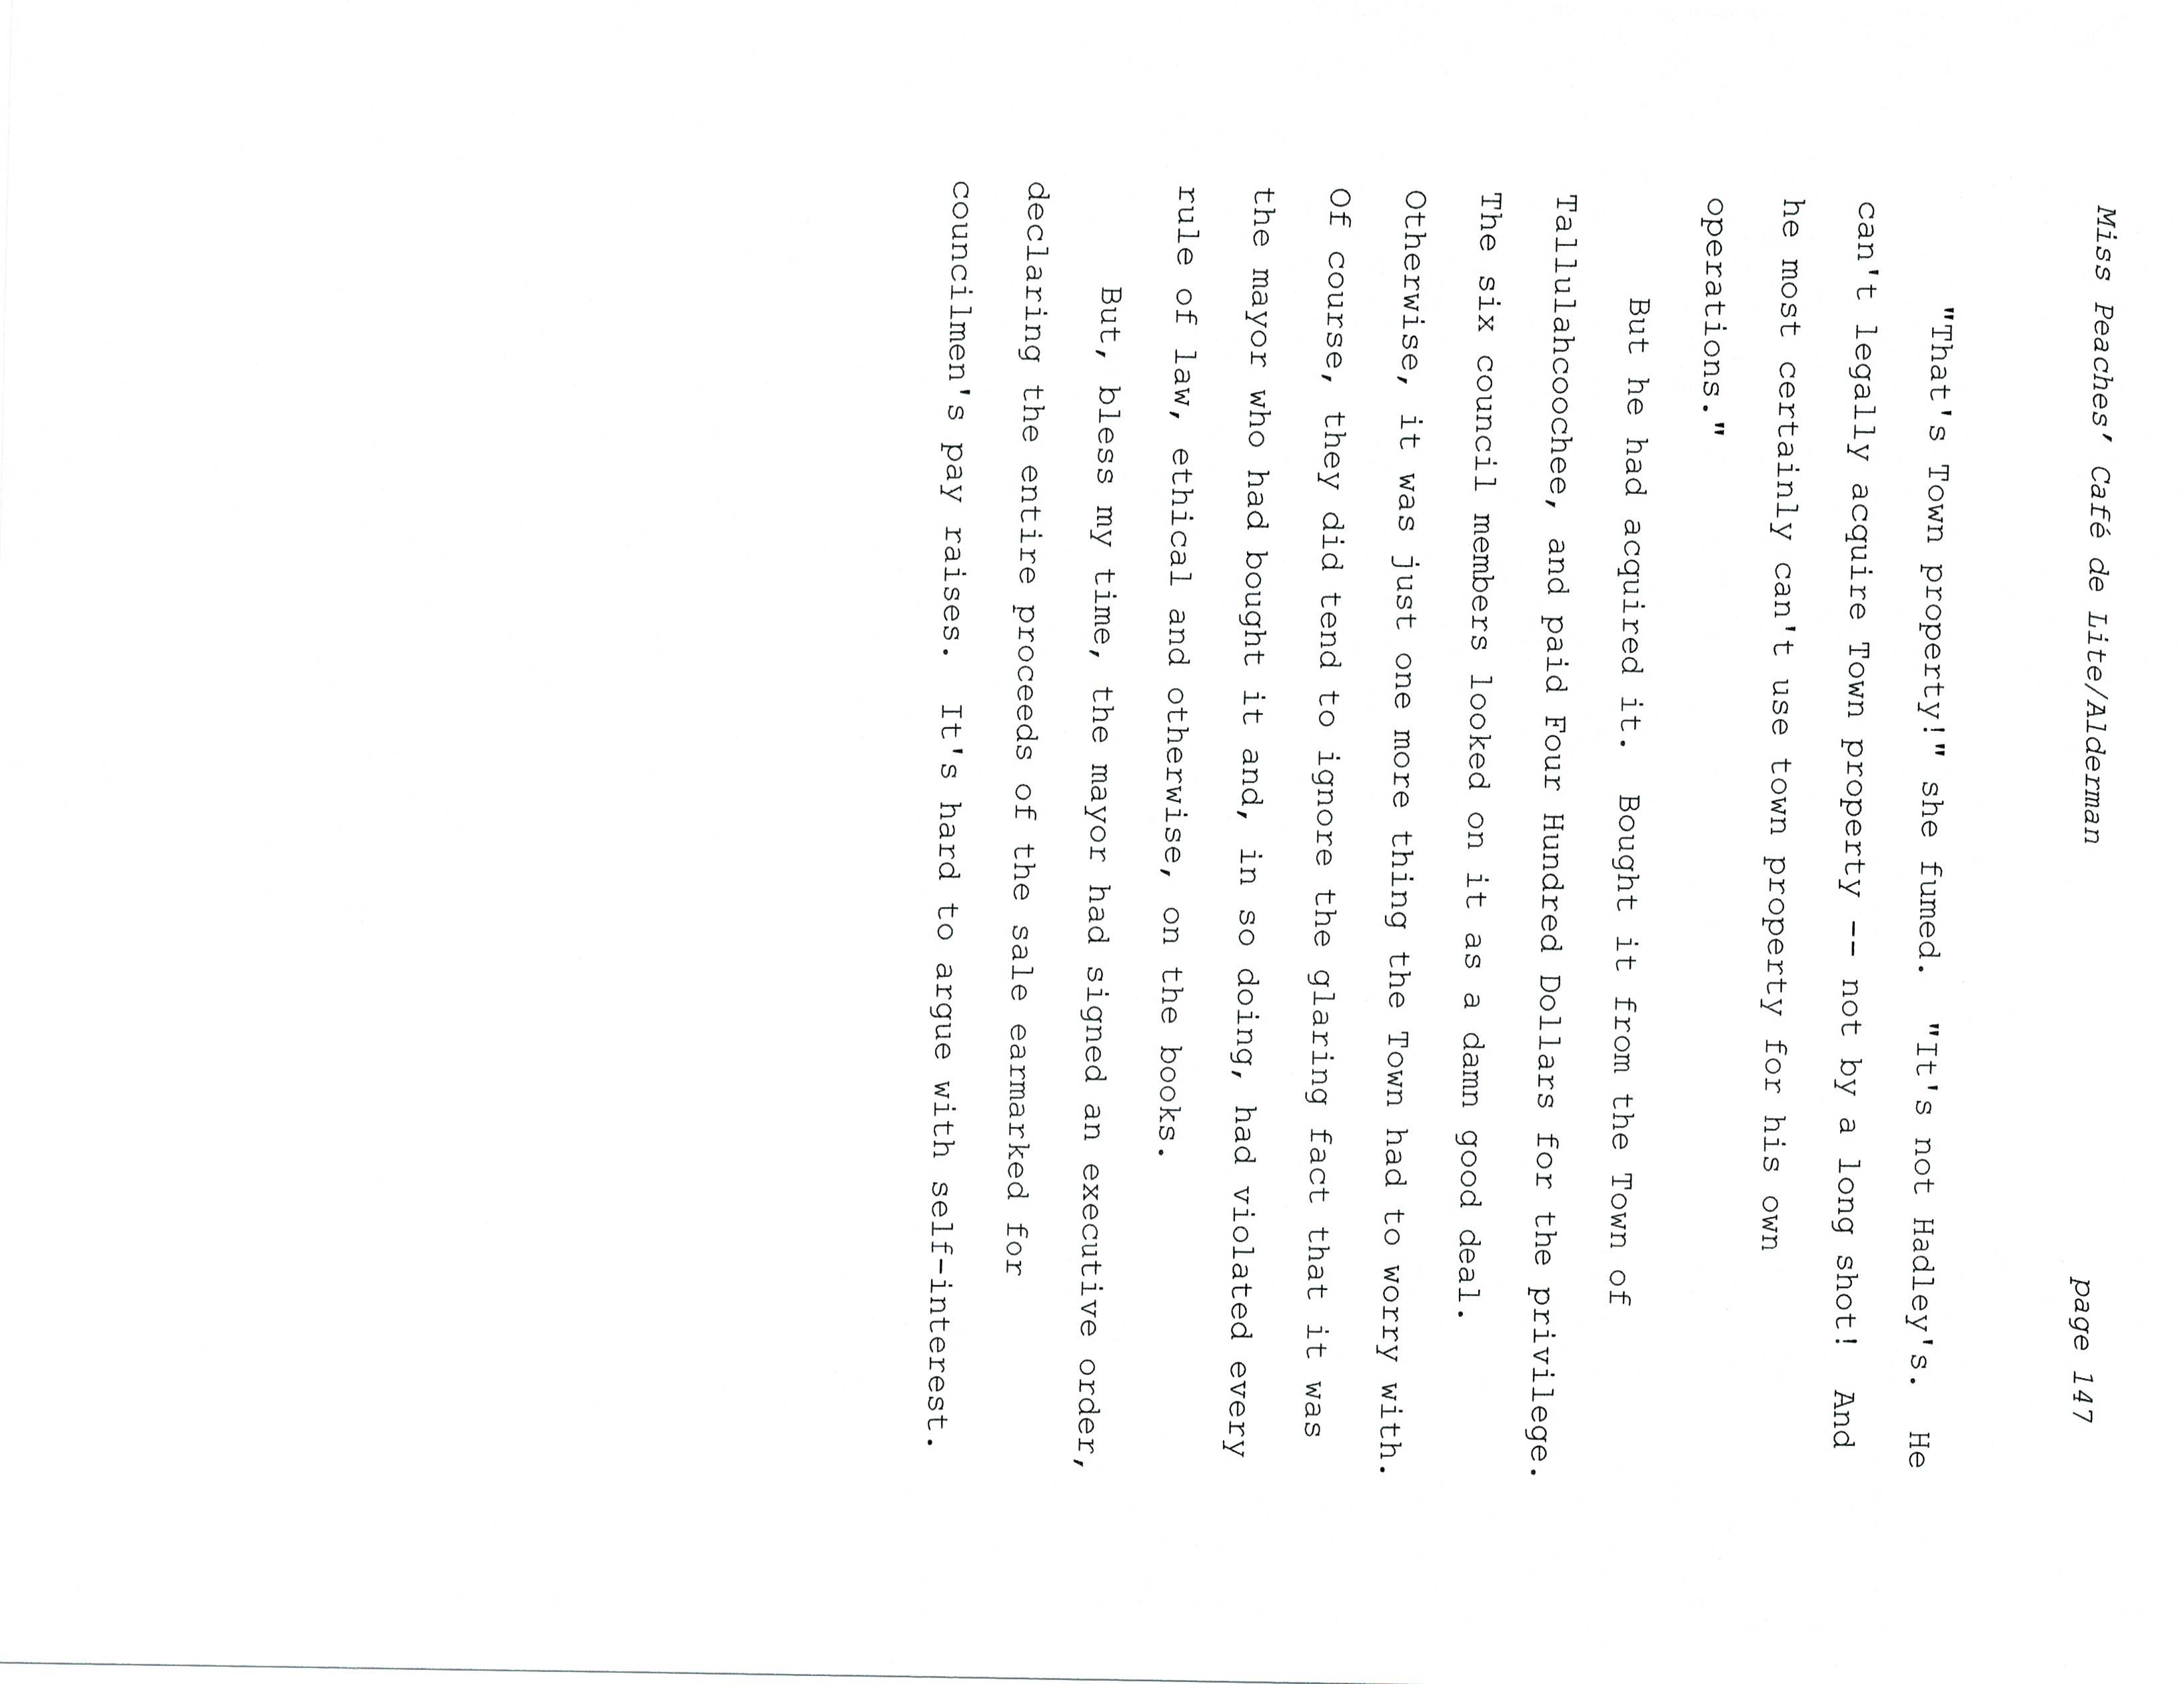 Miss Peaches' Café de Lite/Alderman page 147
"That's Town property!" she fumed. "It's not Hadley's. He
can't legally acquire Town property -- not by a long shot! And
he most certainly can't use town property for his own
operations."
But he had acquired it. Bought it from the Town of
Tallulahcoochee, and paid Four Hundred Dollars for the privilege.
The six council members looked on it as a damn good deal.
Otherwise, it was just one more thing the Town had to worry with.
Of course, they did tend to ignore the glaring fact that it was
the mayor who had bought it and, in so doing, had violated every
rule of law, ethical and otherwise, on the books.
But, bless my time, the mayor had signed an executive order,
declaring the entire proceeds of the sale earmarked for
councilmen's pay raises. It's hard to argue with self-interest.